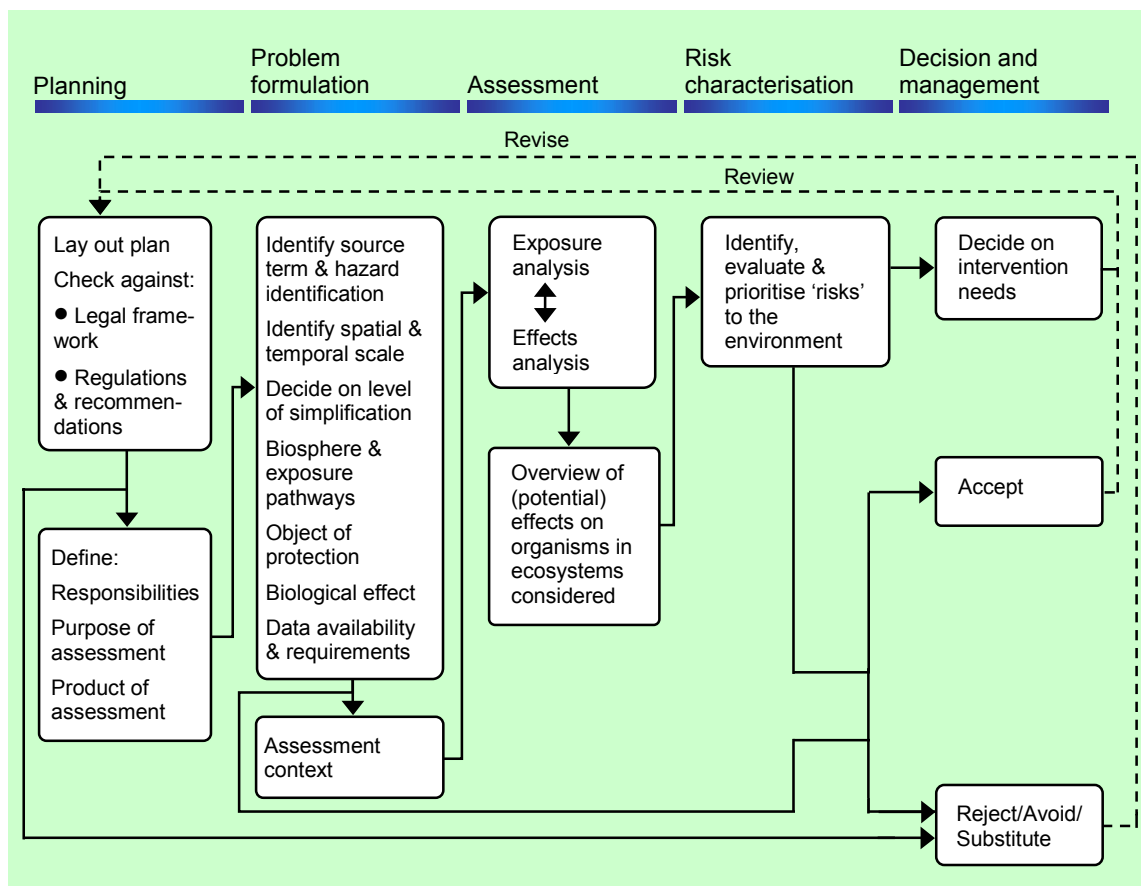 Planning
Problem
formulation
Assessment
Risk
characterisation
Decision and
management
Revise
Review
Lay out plan
Check against:
● Legal frame-
work
● Regulations
& recommen-
dations
Define:
Responsibilities
Purpose of
assessment
Product of
assessment
Identify source
term & hazard
identification
Identify spatial &
temporal scale
Decide on level
of simplification
Biosphere &
exposure
pathways
Object of
protection
Biological effect
Data availability
& requirements
Assessment
context
Exposure
analysis
Effects
analysis
Overview of
(potential)
effects on
organisms in
ecosystems
considered
Identify,
evaluate &
prioritise ‘risks’
to the
environment
Decide on
intervention
needs
Accept
Reject/Avoid/
Substitute